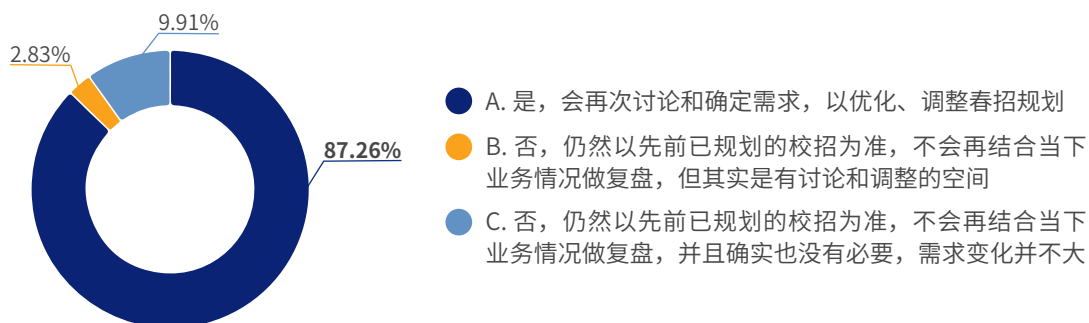 9.91%
2.83%
87.26%
A. 是，会再次讨论和确定需求，以优化、调整春招规划
B. 否，仍然以先前已规划的校招为准，不会再结合当下
业务情况做复盘，但其实是有讨论和调整的空间
C. 否，仍然以先前已规划的校招为准，不会再结合当下
业务情况做复盘，并且确实也没有必要，需求变化并不大